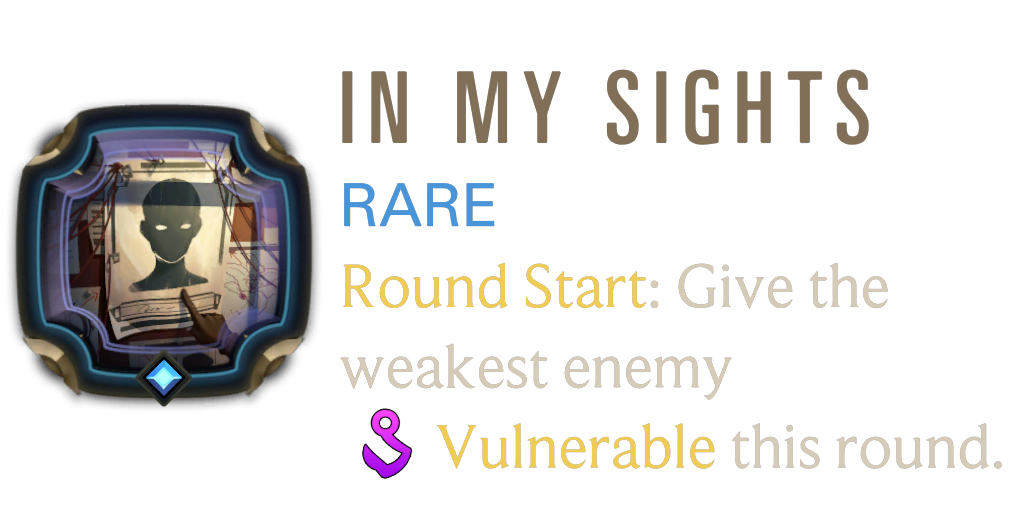 IN MY SIGHTS
RARE
Round Start: Give the
weakest enemy
Vulnerable this round.